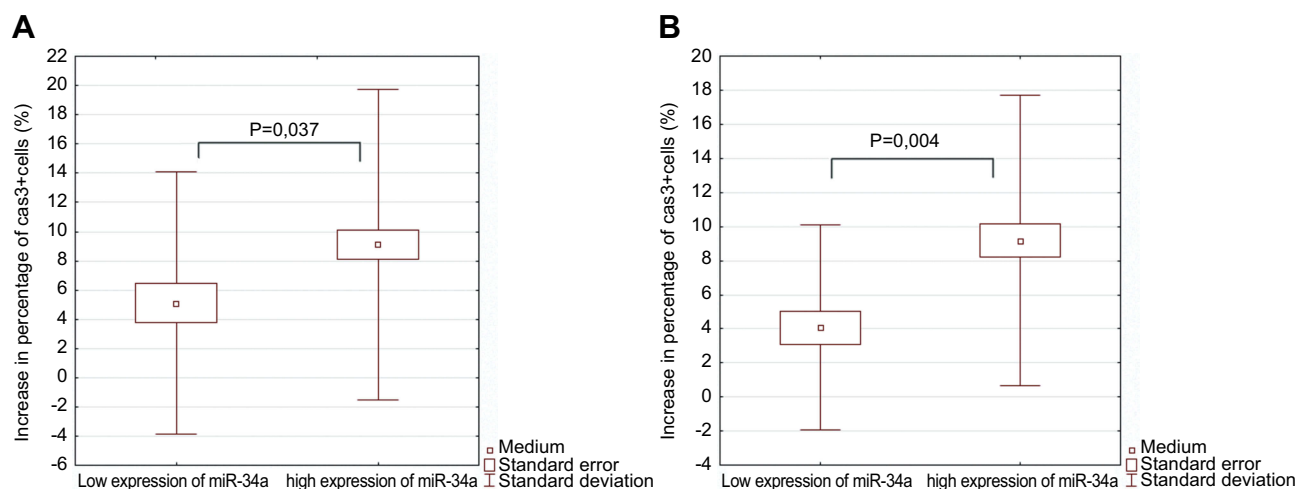 A
Increase in percentage of cas3+cells (%)
22
20
18
16
14
12
10
8
6
4
2
0
-2
-4
-6
P=0,037
Low expression of miR-34a
high expression of miR-34a
Medium
Standard error
Standard deviation
B
Increase in percentage of cas3+cells (%)
20
18
16
14
12
10
8
6
4
2
0
-2
-4
P=0,004
Low expression of miR-34a
high expression of miR-34a
Medium
Standard error
Standard deviation